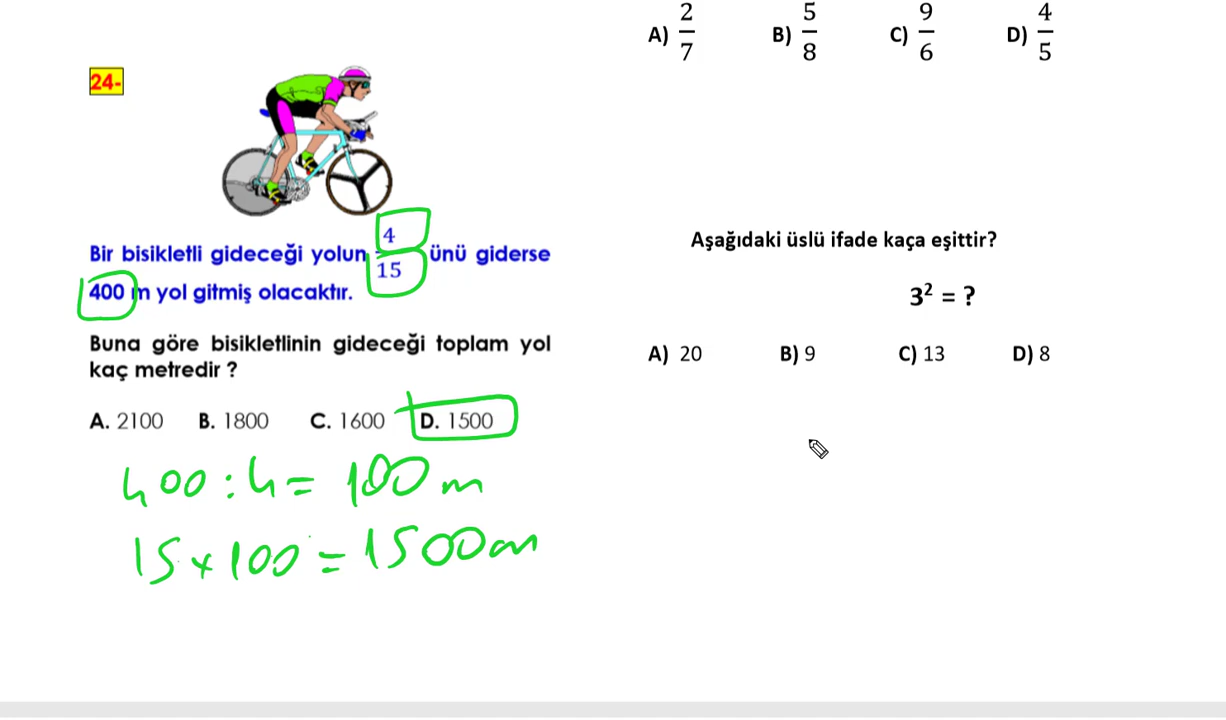 24-
Bir bisikletli gideceği yolun 4/15 ünü giderse
400 m yol gitmiş olacaktır.
Buna göre bisikletlinin gideceği toplam yol
kaç metredir ?
A. 2100 B. 1800 C. 1600 D. 1500
400 : 4 = 100 m
15 x 100 = 1500 m
A) 2/7 B) 5/8 C) 9/6 D) 4/5
Aşağıdaki üslü ifade kaça eşittir?
3² = ?
A) 20 B) 9 C) 13 D) 8